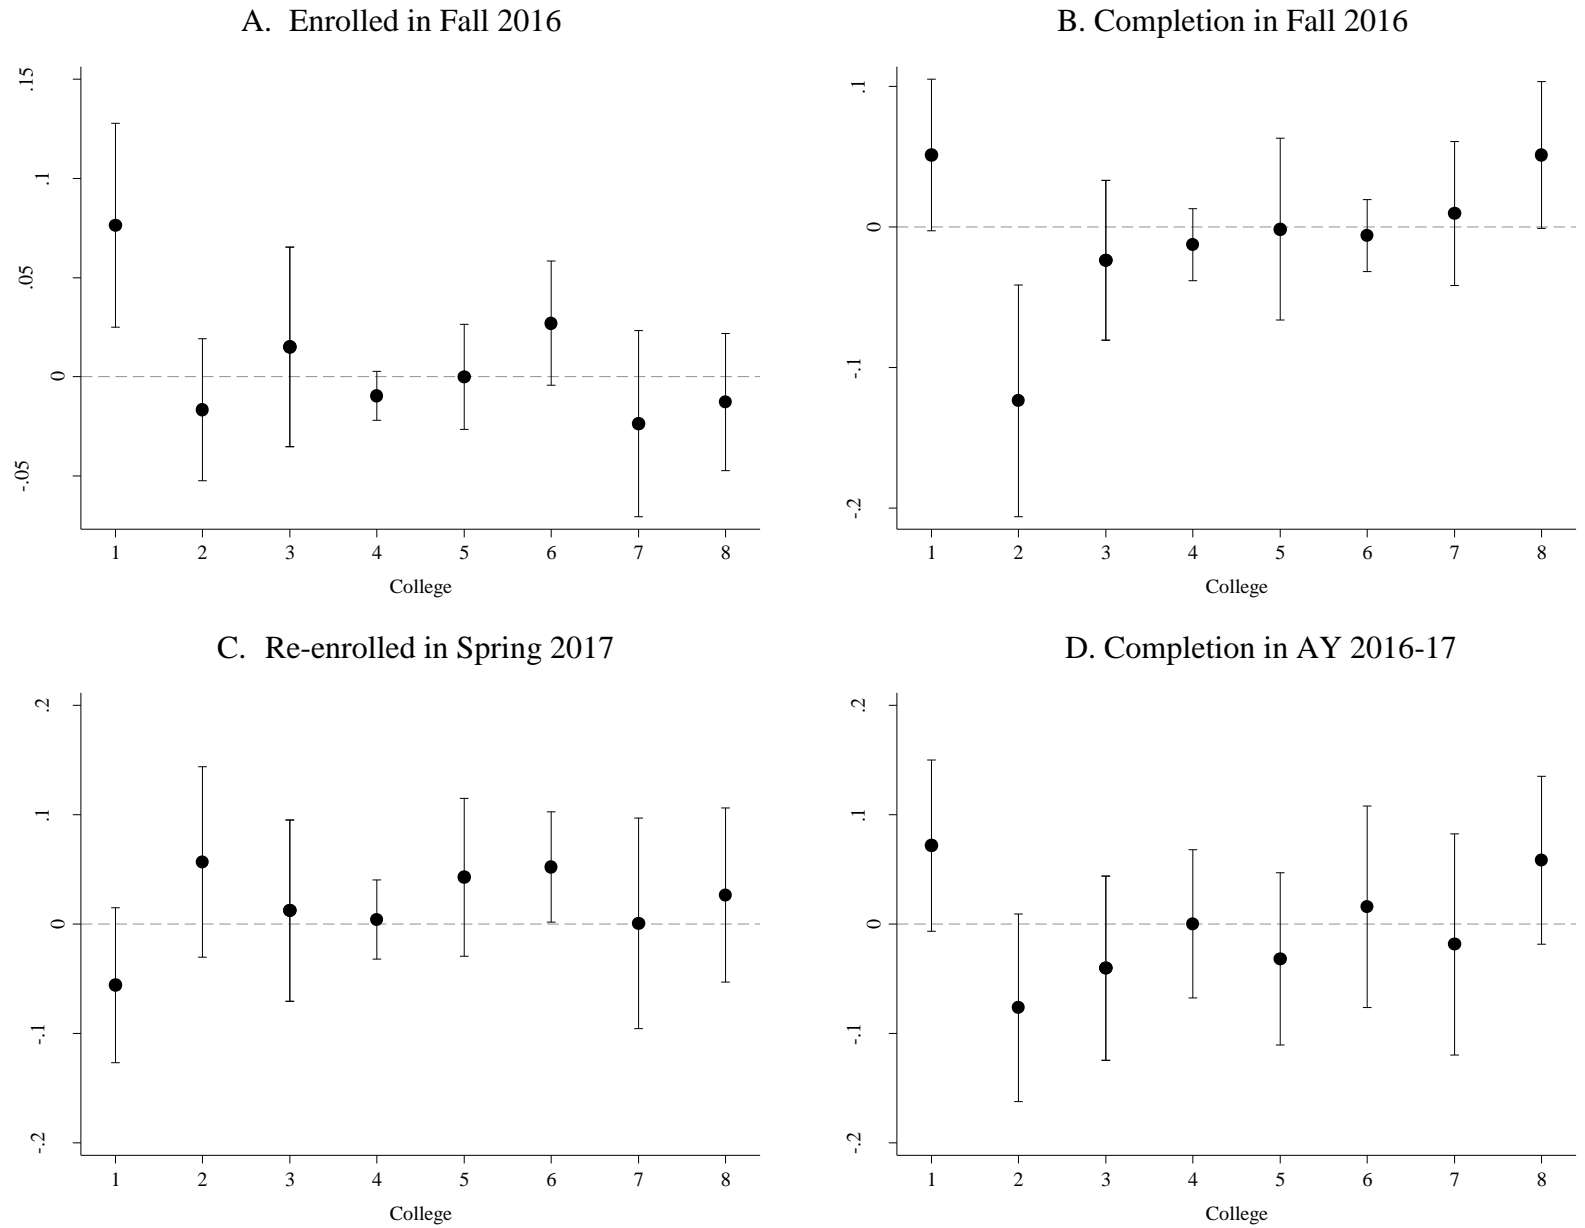 A. Enrolled in Fall 2016
.15
.1
.05
0
-.05
1 2 3 4 5 6 7 8
College
B. Completion in Fall 2016
.1
0
-.1
-.2
1 2 3 4 5 6 7 8
College
C. Re-enrolled in Spring 2017
.2
.1
0
-.1
-.2
1 2 3 4 5 6 7 8
College
D. Completion in AY 2016-17
.2
.1
0
-.1
-.2
1 2 3 4 5 6 7 8
College